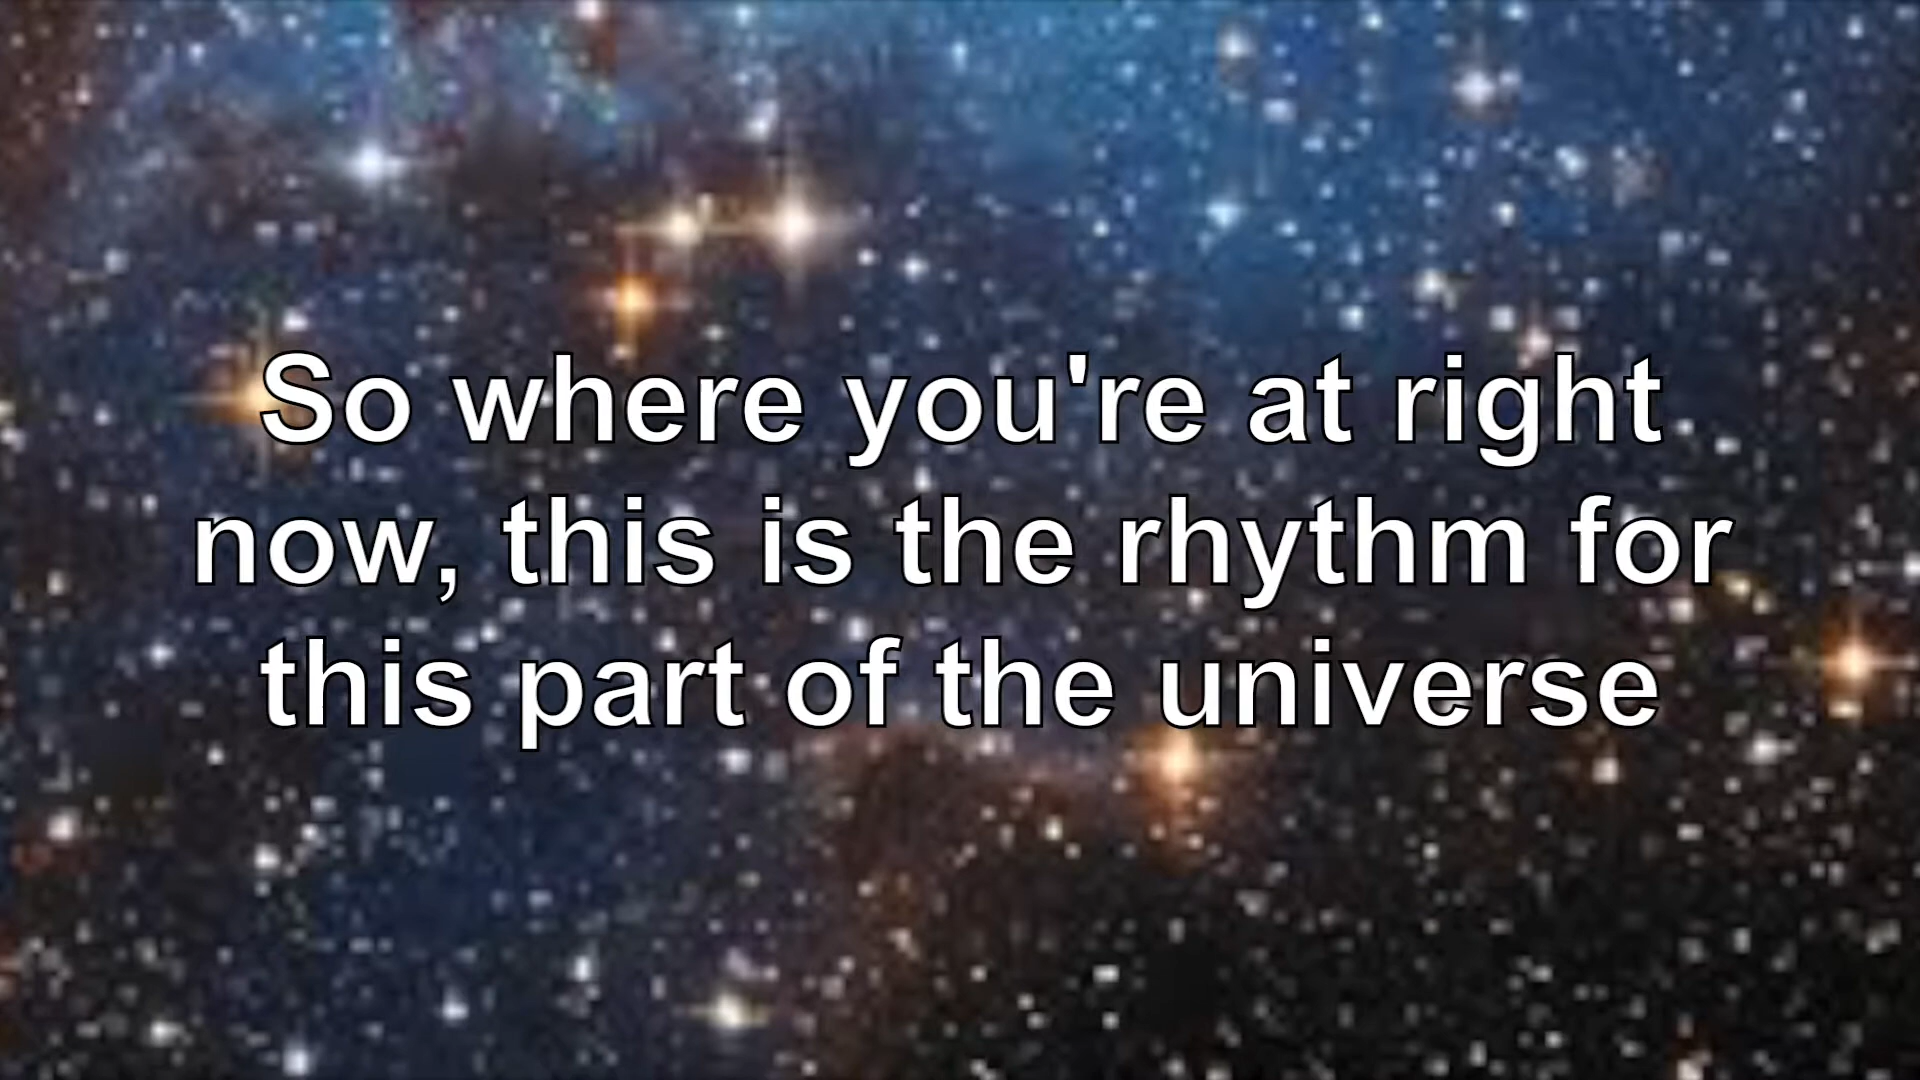 So where you're at right
now, this is the rhythm for
this part of the universe